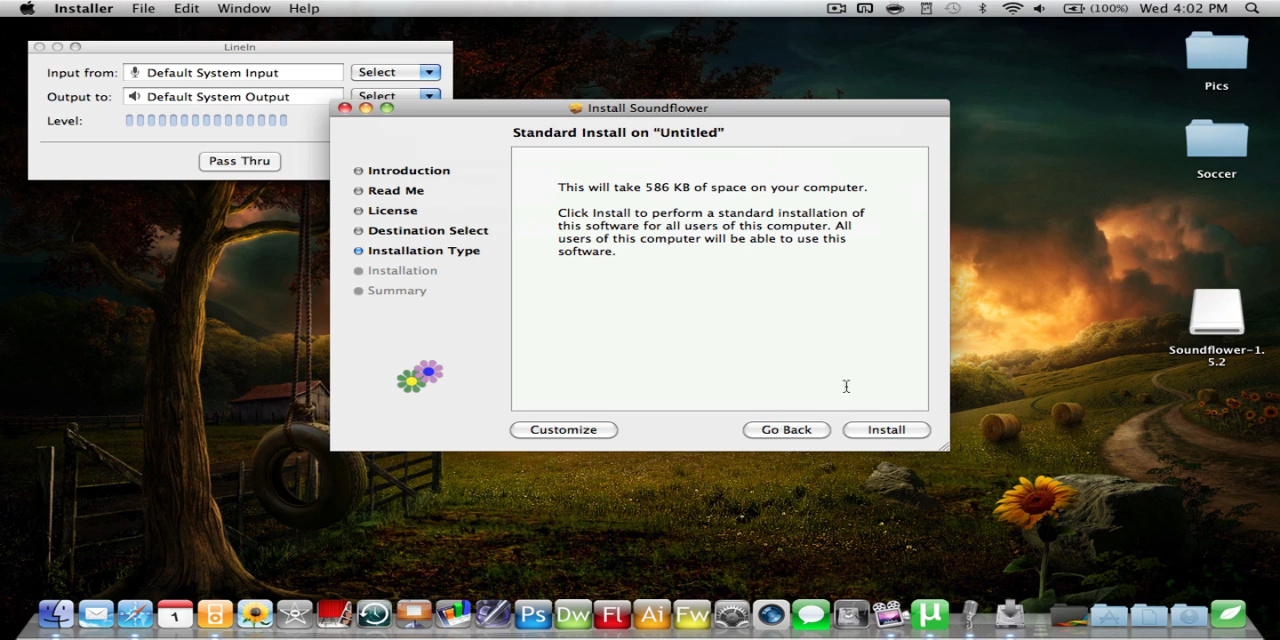 Installer File Edit Window Help (100%) Wed 4:02 PM
LineIn
Input from: Default System Input Select
Output to: Default System Output Select
Level:
Pass Thru
Install Soundflower
Standard Install on “Untitled”
Introduction
Read Me
License
Destination Select
Installation Type
Installation
Summary
This will take 586 KB of space on your computer.
Click Install to perform a standard installation of
this software for all users of this computer. All
users of this computer will be able to use this
software.
Customize Go Back Install
Pics
Soccer
Soundflower-1.
5.2
1 Ps Dw Fl Ai Fw µ